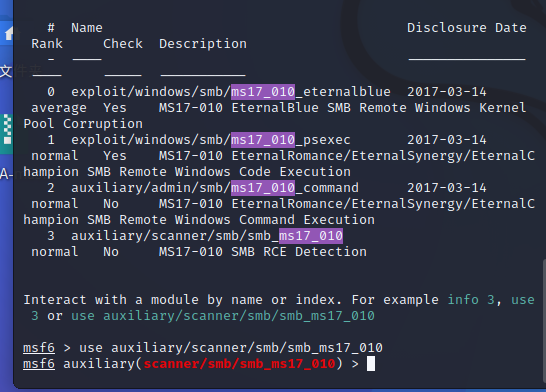 # Name Disclosure Date
Rank Check Description
- ---- ---------------
---- ----- -----------
0 exploit/windows/smb/ms17_010_eternalblue 2017-03-14
average Yes MS17-010 EternalBlue SMB Remote Windows Kernel
Pool Corruption
1 exploit/windows/smb/ms17_010_psexec 2017-03-14
normal Yes MS17-010 EternalRomance/EternalSynergy/EternalC
hampion SMB Remote Windows Code Execution
2 auxiliary/admin/smb/ms17_010_command 2017-03-14
normal No MS17-010 EternalRomance/EternalSynergy/EternalC
hampion SMB Remote Windows Command Execution
3 auxiliary/scanner/smb/smb_ms17_010
normal No MS17-010 SMB RCE Detection
Interact with a module by name or index. For example info 3, use
3 or use auxiliary/scanner/smb/smb_ms17_010
msf6 > use auxiliary/scanner/smb/smb_ms17_010
msf6 auxiliary(scanner/smb/smb_ms17_010) >